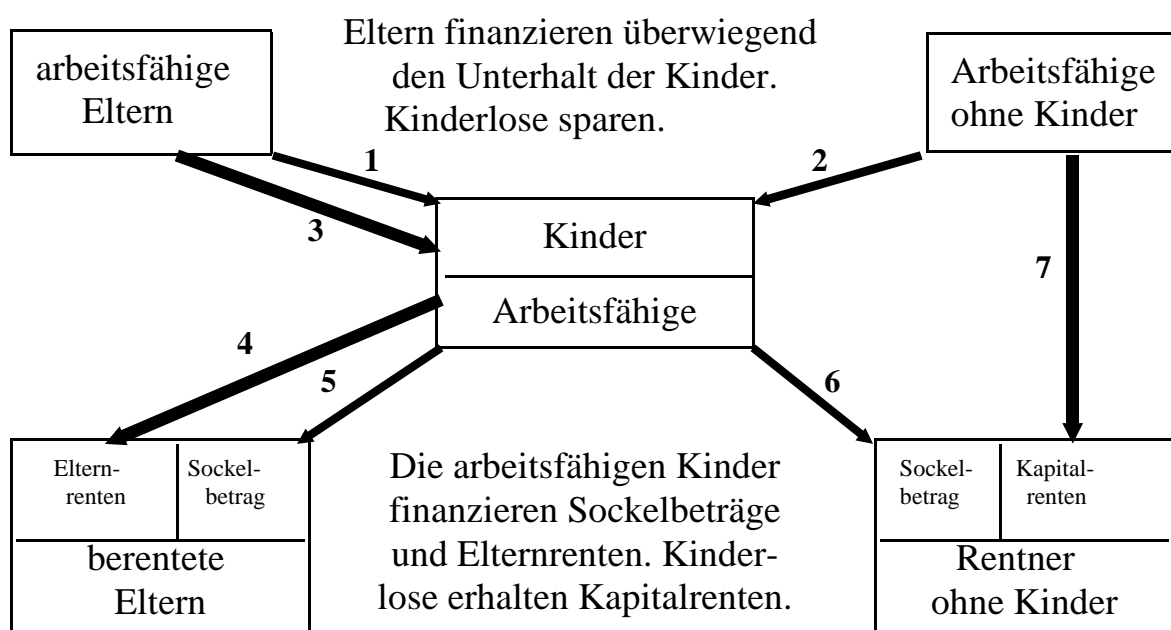 Eltern finanzieren überwiegend
den Unterhalt der Kinder.
Kinderlose sparen.
arbeitsfähige
Eltern
Arbeitsfähige
ohne Kinder
1
2
3
Kinder
7
Arbeitsfähige
4
5
6
Eltern-
renten
Sockel-
betrag
berentete
Eltern
Die arbeitsfähigen Kinder
finanzieren Sockelbeträge
und Elternrenten. Kinder-
lose erhalten Kapitalrenten.
Sockel-
betrag
Kapital-
renten
Rentner
ohne Kinder